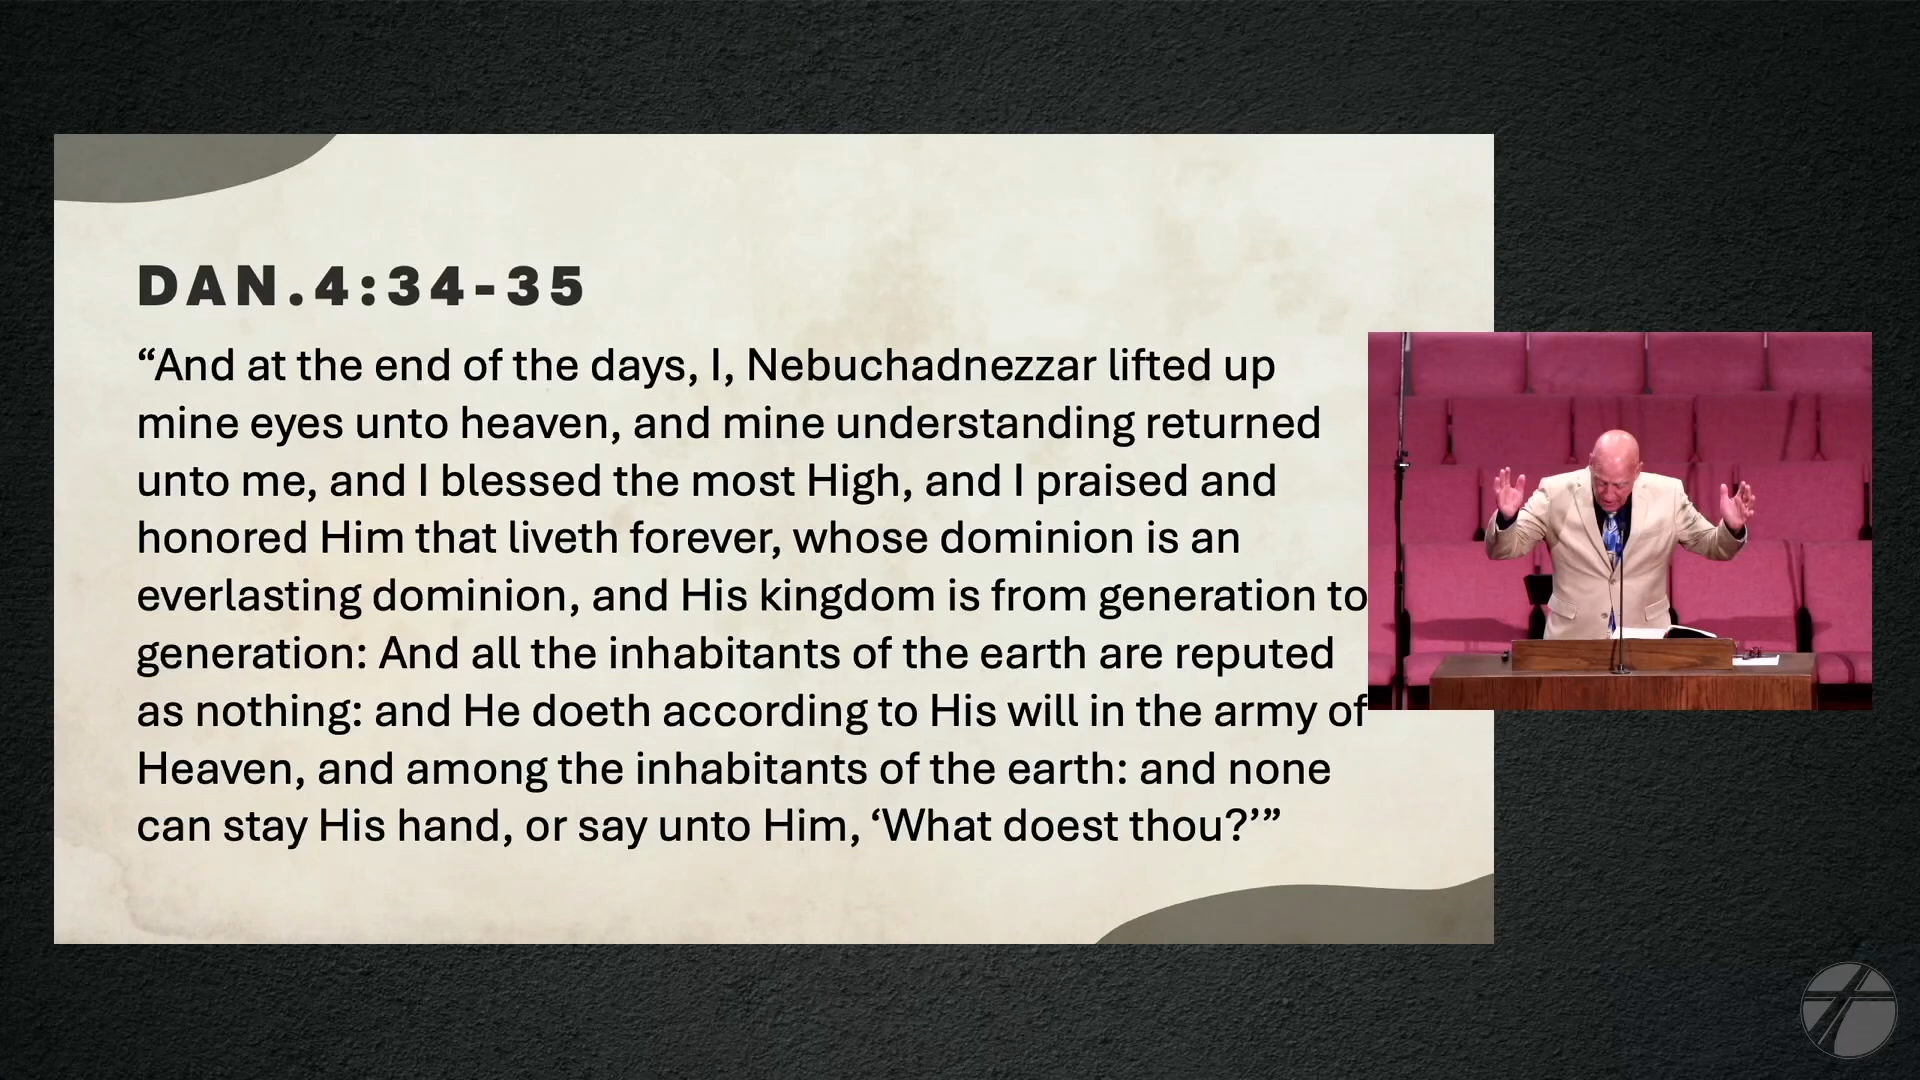 DAN.4:34-35
“And at the end of the days, I, Nebuchadnezzar lifted up
mine eyes unto heaven, and mine understanding returned
unto me, and I blessed the most High, and I praised and
honored Him that liveth forever, whose dominion is an
everlasting dominion, and His kingdom is from generation to
generation: And all the inhabitants of the earth are reputed
as nothing: and He doeth according to His will in the army of
Heaven, and among the inhabitants of the earth: and none
can stay His hand, or say unto Him, ‘What doest thou?’”